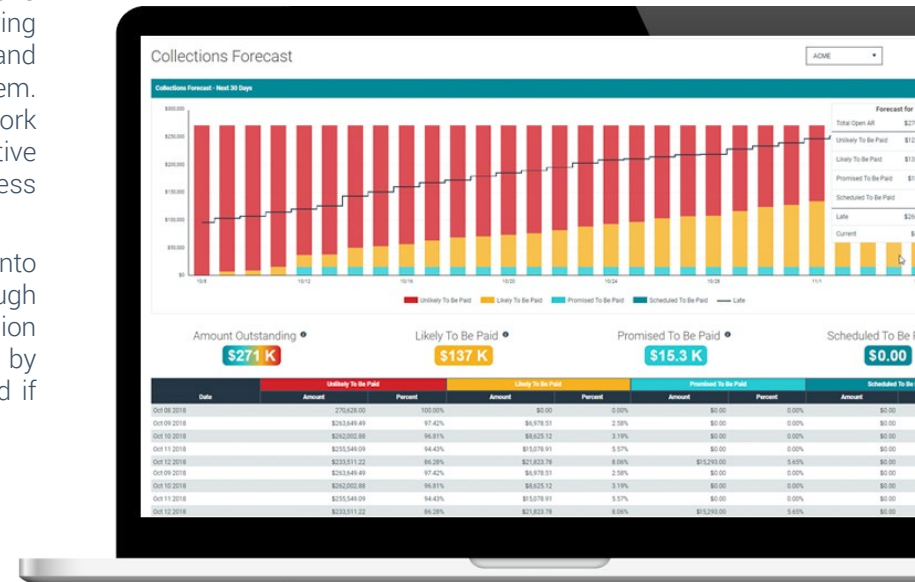 ing
and
em.
ork
tive
ess
nto
ugh
ion
by
d if
Collections Forecast
ACME
Collections Forecast - Next 30 Days
$300,000
$250,000
$200,000
$150,000
$100,000
$50,000
$0
10/8
10/12
10/16
10/20
10/24
10/28
11/1
Forecast for
Total Open AR $27
Unlikely To Be Paid $12
Likely To Be Paid $13
Promised To Be Paid $1
Scheduled To Be Paid
Late $26
Current $
Unlikely To Be Paid Likely To Be Paid Promised To Be Paid Scheduled To Be Paid Late
Amount Outstanding Likely To Be Paid Promised To Be Paid Scheduled To Be
$271 K $137 K $15.3 K $0.00
Unlikely To Be Paid Likely To Be Paid Promised To Be Paid Scheduled To Be
Date Amount Percent Amount Percent Amount Percent Amount
Oct 08 2018 270,628.00 100.00% $0.00 0.00% $0.00 0.00% $0.00
Oct 09 2018 $263,649.49 97.42% $6,978.51 2.58% $0.00 0.00% $0.00
Oct 10 2018 $262,002.88 96.81% $8,625.12 3.19% $0.00 0.00% $0.00
Oct 11 2018 $255,549.09 94.43% $15,078.91 5.57% $0.00 0.00% $0.00
Oct 12 2018 $233,511.22 86.28% $21,823.78 8.06% $15,293.00 5.65% $0.00
Oct 09 2018 $263,649.49 97.42% $6,978.51 2.58% $0.00 0.00% $0.00
Oct 10 2018 $262,002.88 96.81% $8,625.12 3.19% $0.00 0.00% $0.00
Oct 11 2018 $255,549.09 94.43% $15,078.91 5.57% $0.00 0.00% $0.00
Oct 12 2018 $233,511.22 86.28% $21,823.78 8.06% $15,293.00 5.65% $0.00